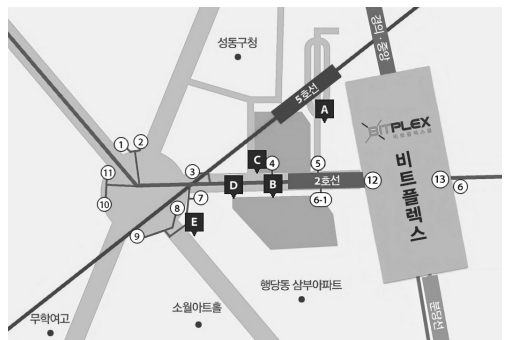 성동구청
경의·중앙
5호선
A
BITPLEX
비트플렉스몰
1
2
C
4
5
11
3
D
B
2호선
12
비트플렉스
13
6
10
7
8
6-1
E
9
행당동 삼부아파트
소월아트홀
무학여고
분당선